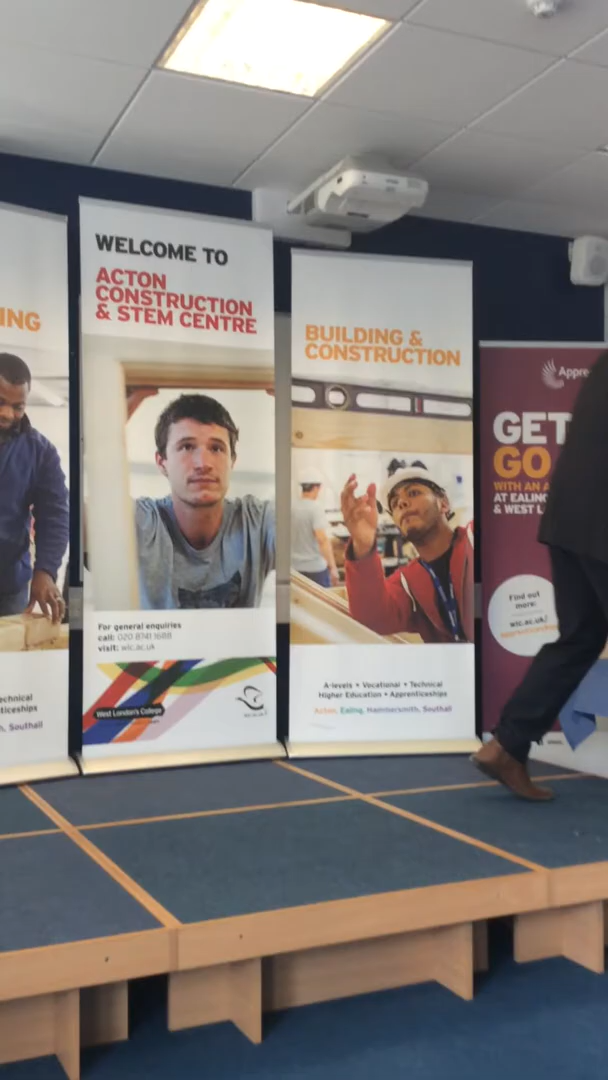 ING
echnical
ticeships
, Southall
WELCOME TO
ACTON
CONSTRUCTION
& STEM CENTRE
For general enquiries
call: 020 8741 1688
visit: wlc.ac.uk
West London's College
BUILDING &
CONSTRUCTION
A-levels • Vocational • Technical
Higher Education • Apprenticeships
Acton, Ealing, Hammersmith, Southall
Appre
GET
GO
WITH AN A
AT EALING
& WEST L
Find out
more:
wlc.ac.uk/